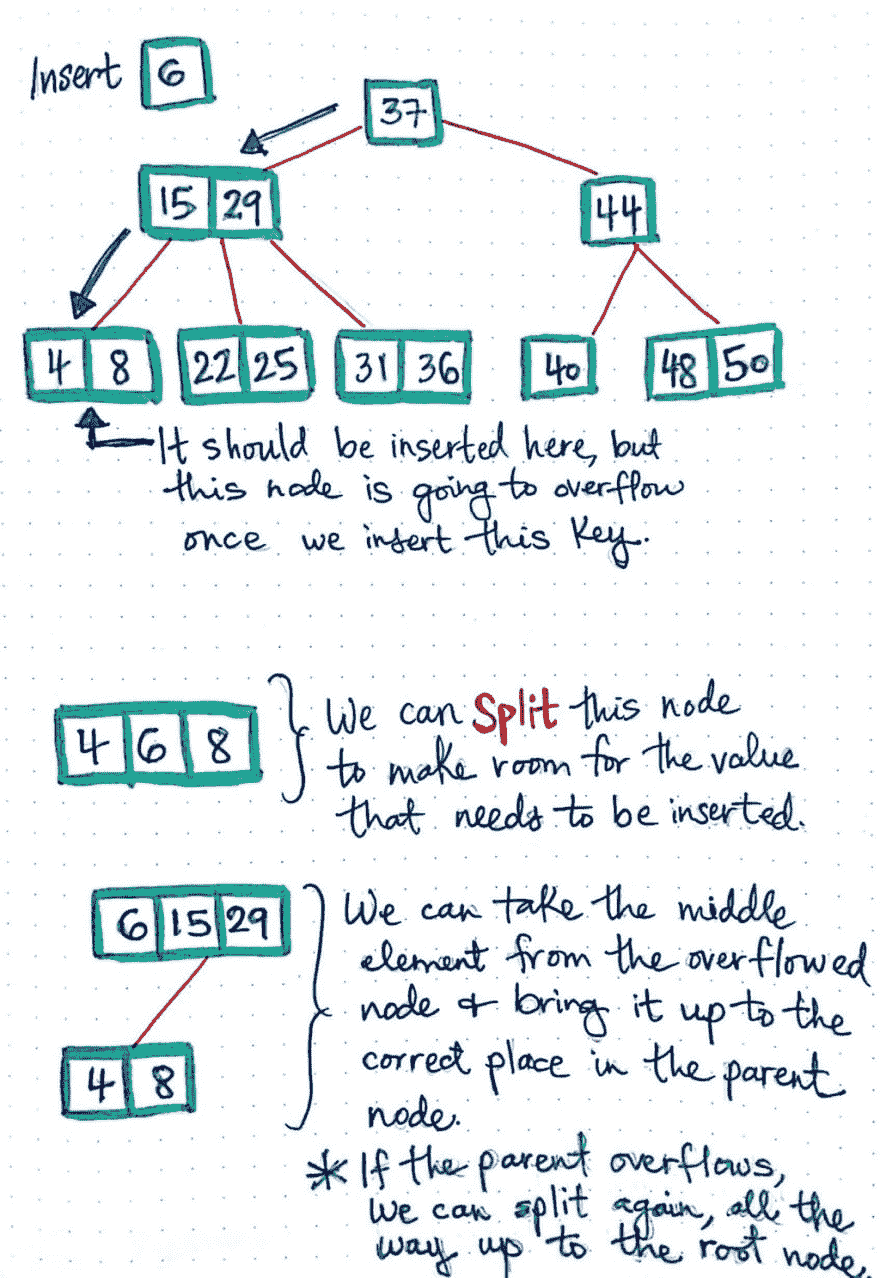 Insert 6
37
15 29
44
4 8
22 25
31 36
40
48 50
It should be inserted here, but
this node is going to overflow
once we insert this key.
4 6 8
We can Split this node
to make room for the value
that needs to be inserted.
6 15 29
4 8
We can take the middle
element from the overflowed
node & bring it up to the
correct place in the parent
node.
* If the parent overflows,
we can split again, all the
way up to the root node.